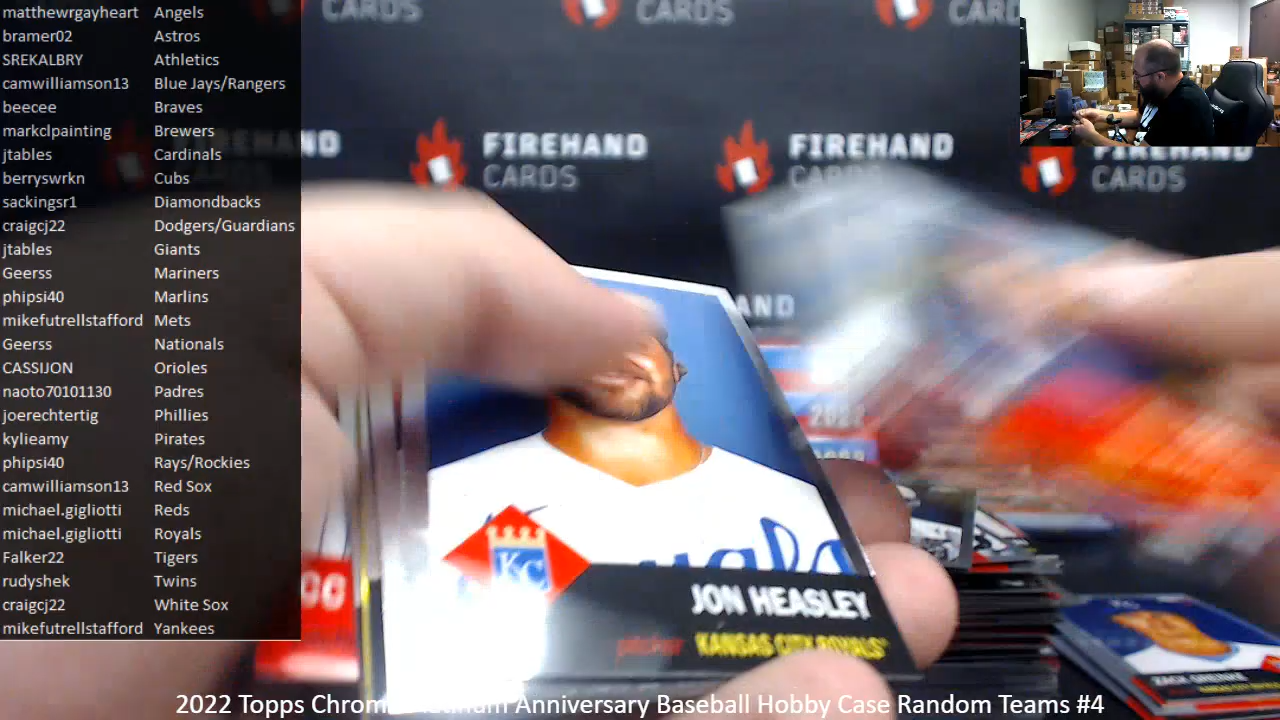 matthewrgayheart Angels
bramer02 Astros
SREKALBRY Athletics
camwilliamson13 Blue Jays/Rangers
beecee Braves
markclpainting Brewers
jtables Cardinals
berryswrkn Cubs
sackingsr1 Diamondbacks
craigcj22 Dodgers/Guardians
jtables Giants
Geerss Mariners
phipsi40 Marlins
mikefutrellstafford Mets
Geerss Nationals
CASSIJON Orioles
naoto70101130 Padres
joerechtertig Phillies
kylieamy Pirates
phipsi40 Rays/Rockies
camwilliamson13 Red Sox
michael.gigliotti Reds
michael.gigliotti Royals
Falker22 Tigers
rudyshek Twins
craigcj22 White Sox
mikefutrellstafford Yankees
CARDS
CARDS
FIREHAND
CARDS
FIREHAND
CARDS
CARDS
KC
JON HEASLEY
pitcher KANSAS CITY ROYALS
2022 Topps Chrome Platinum Anniversary Baseball Hobby Case Random Teams #4